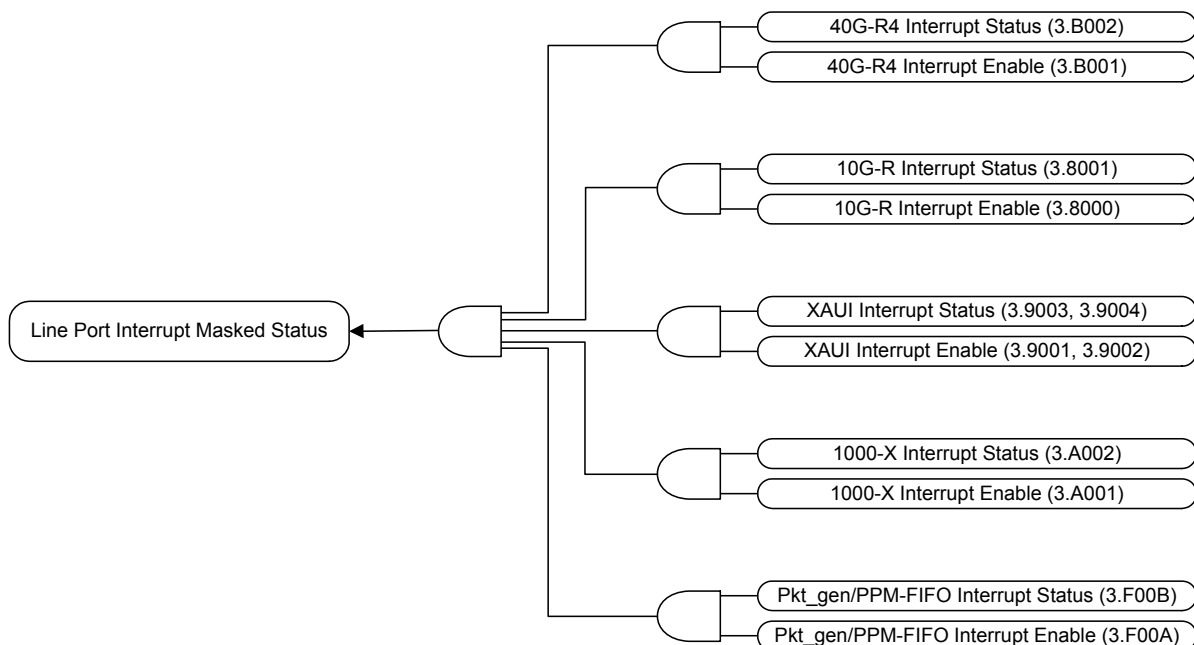 40G-R4 Interrupt Status (3.B002)
40G-R4 Interrupt Enable (3.B001)
10G-R Interrupt Status (3.8001)
10G-R Interrupt Enable (3.8000)
Line Port Interrupt Masked Status
XAUI Interrupt Status (3.9003, 3.9004)
XAUI Interrupt Enable (3.9001, 3.9002)
1000-X Interrupt Status (3.A002)
1000-X Interrupt Enable (3.A001)
Pkt_gen/PPM-FIFO Interrupt Status (3.F00B)
Pkt_gen/PPM-FIFO Interrupt Enable (3.F00A)